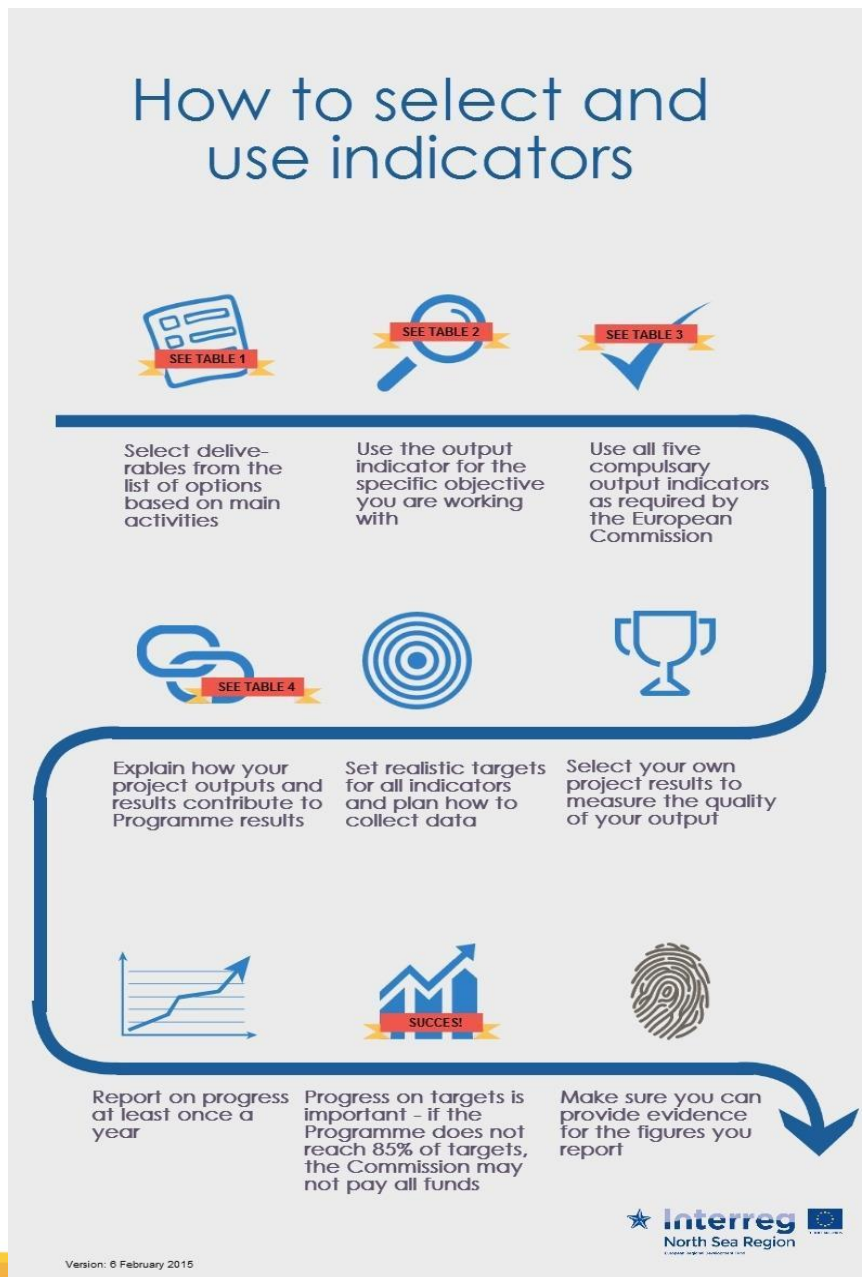 How to select and
use indicators
SEE TABLE 1
SEE TABLE 2
SEE TABLE 3
Select delive-
rables from the
list of options
based on main
activities
Use the output
indicator for the
specific objective
you are working
with
Use all five
compulsary
output indicators
as required by
the European
Commission
Select your own
project results to
measure the quality
of your output
Set realistic targets
for all indicators
and plan how to
collect data
SEE TABLE 4
Explain how your
project outputs and
results contribute to
Programme results
Report on progress
at least once a
year
SUCCES!
Progress on targets is
important - if the
Programme does not
reach 85% of targets,
the Commission may
not pay all funds
Make sure you can
provide evidence
for the figures you
report
Interreg
North Sea Region
European Regional Development Fund
Version: 6 February 2015